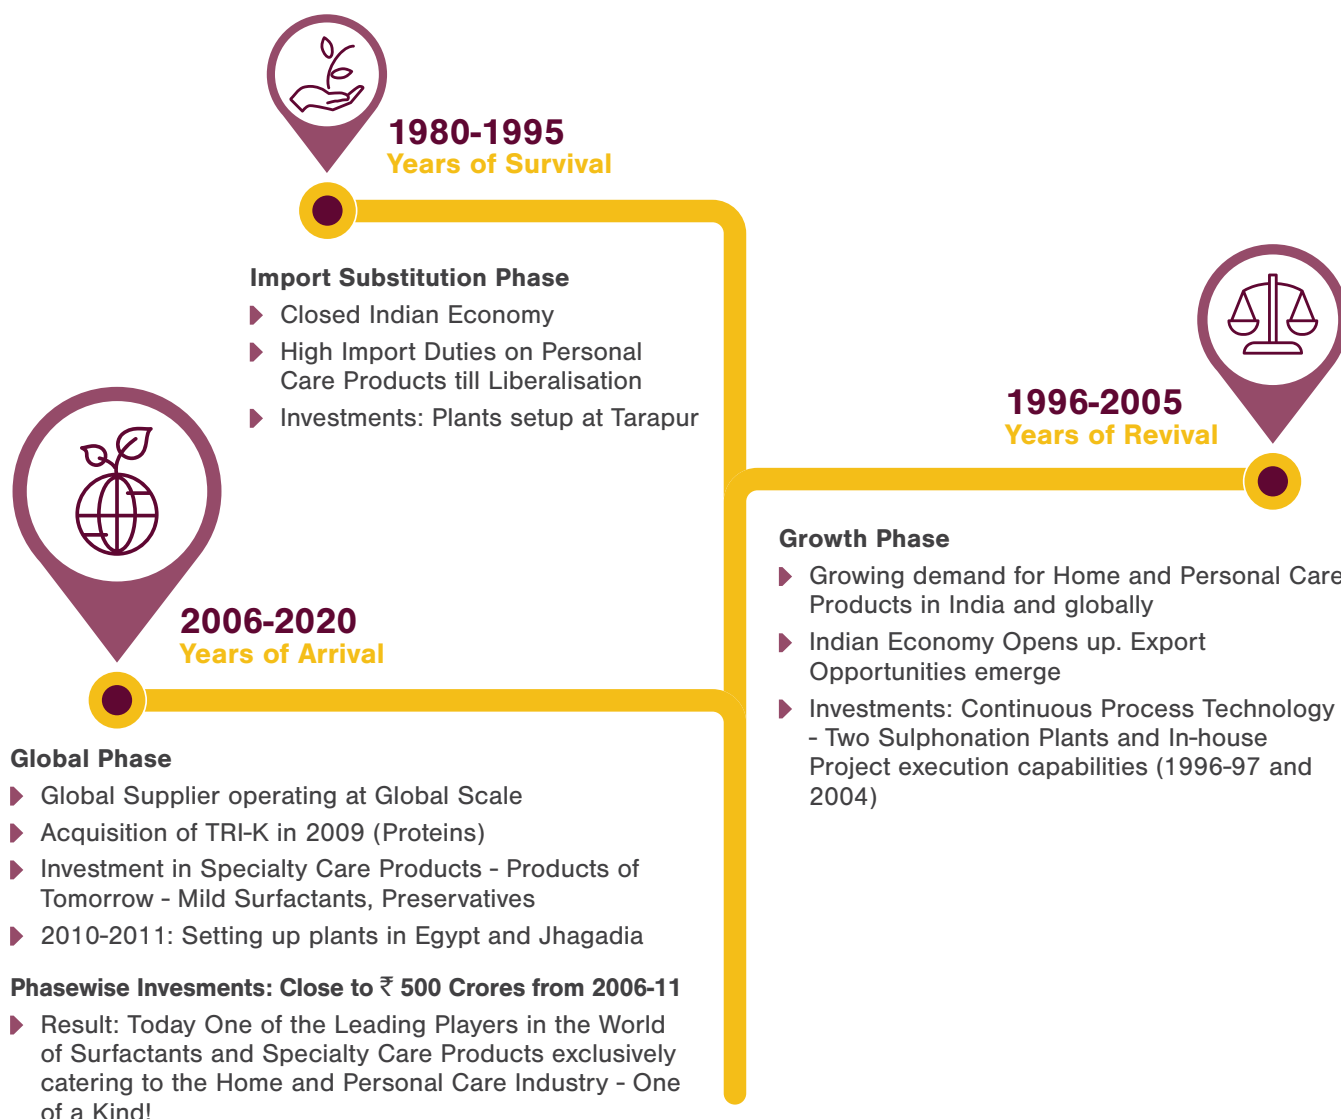 1980-1995
Years of Survival
Import Substitution Phase
Closed Indian Economy
High Import Duties on Personal
Care Products till Liberalisation
Investments: Plants setup at Tarapur
1996-2005
Years of Revival
Growth Phase
Growing demand for Home and Personal Care
Products in India and globally
Indian Economy Opens up. Export
Opportunities emerge
Investments: Continuous Process Technology
- Two Sulphonation Plants and In-house
Project execution capabilities (1996-97 and
2004)
2006-2020
Years of Arrival
Global Phase
Global Supplier operating at Global Scale
Acquisition of TRI-K in 2009 (Proteins)
Investment in Specialty Care Products - Products of
Tomorrow - Mild Surfactants, Preservatives
2010-2011: Setting up plants in Egypt and Jhagadia
Phasewise Invesments: Close to ₹ 500 Crores from 2006-11
Result: Today One of the Leading Players in the World
of Surfactants and Specialty Care Products exclusively
catering to the Home and Personal Care Industry - One
of a Kind!